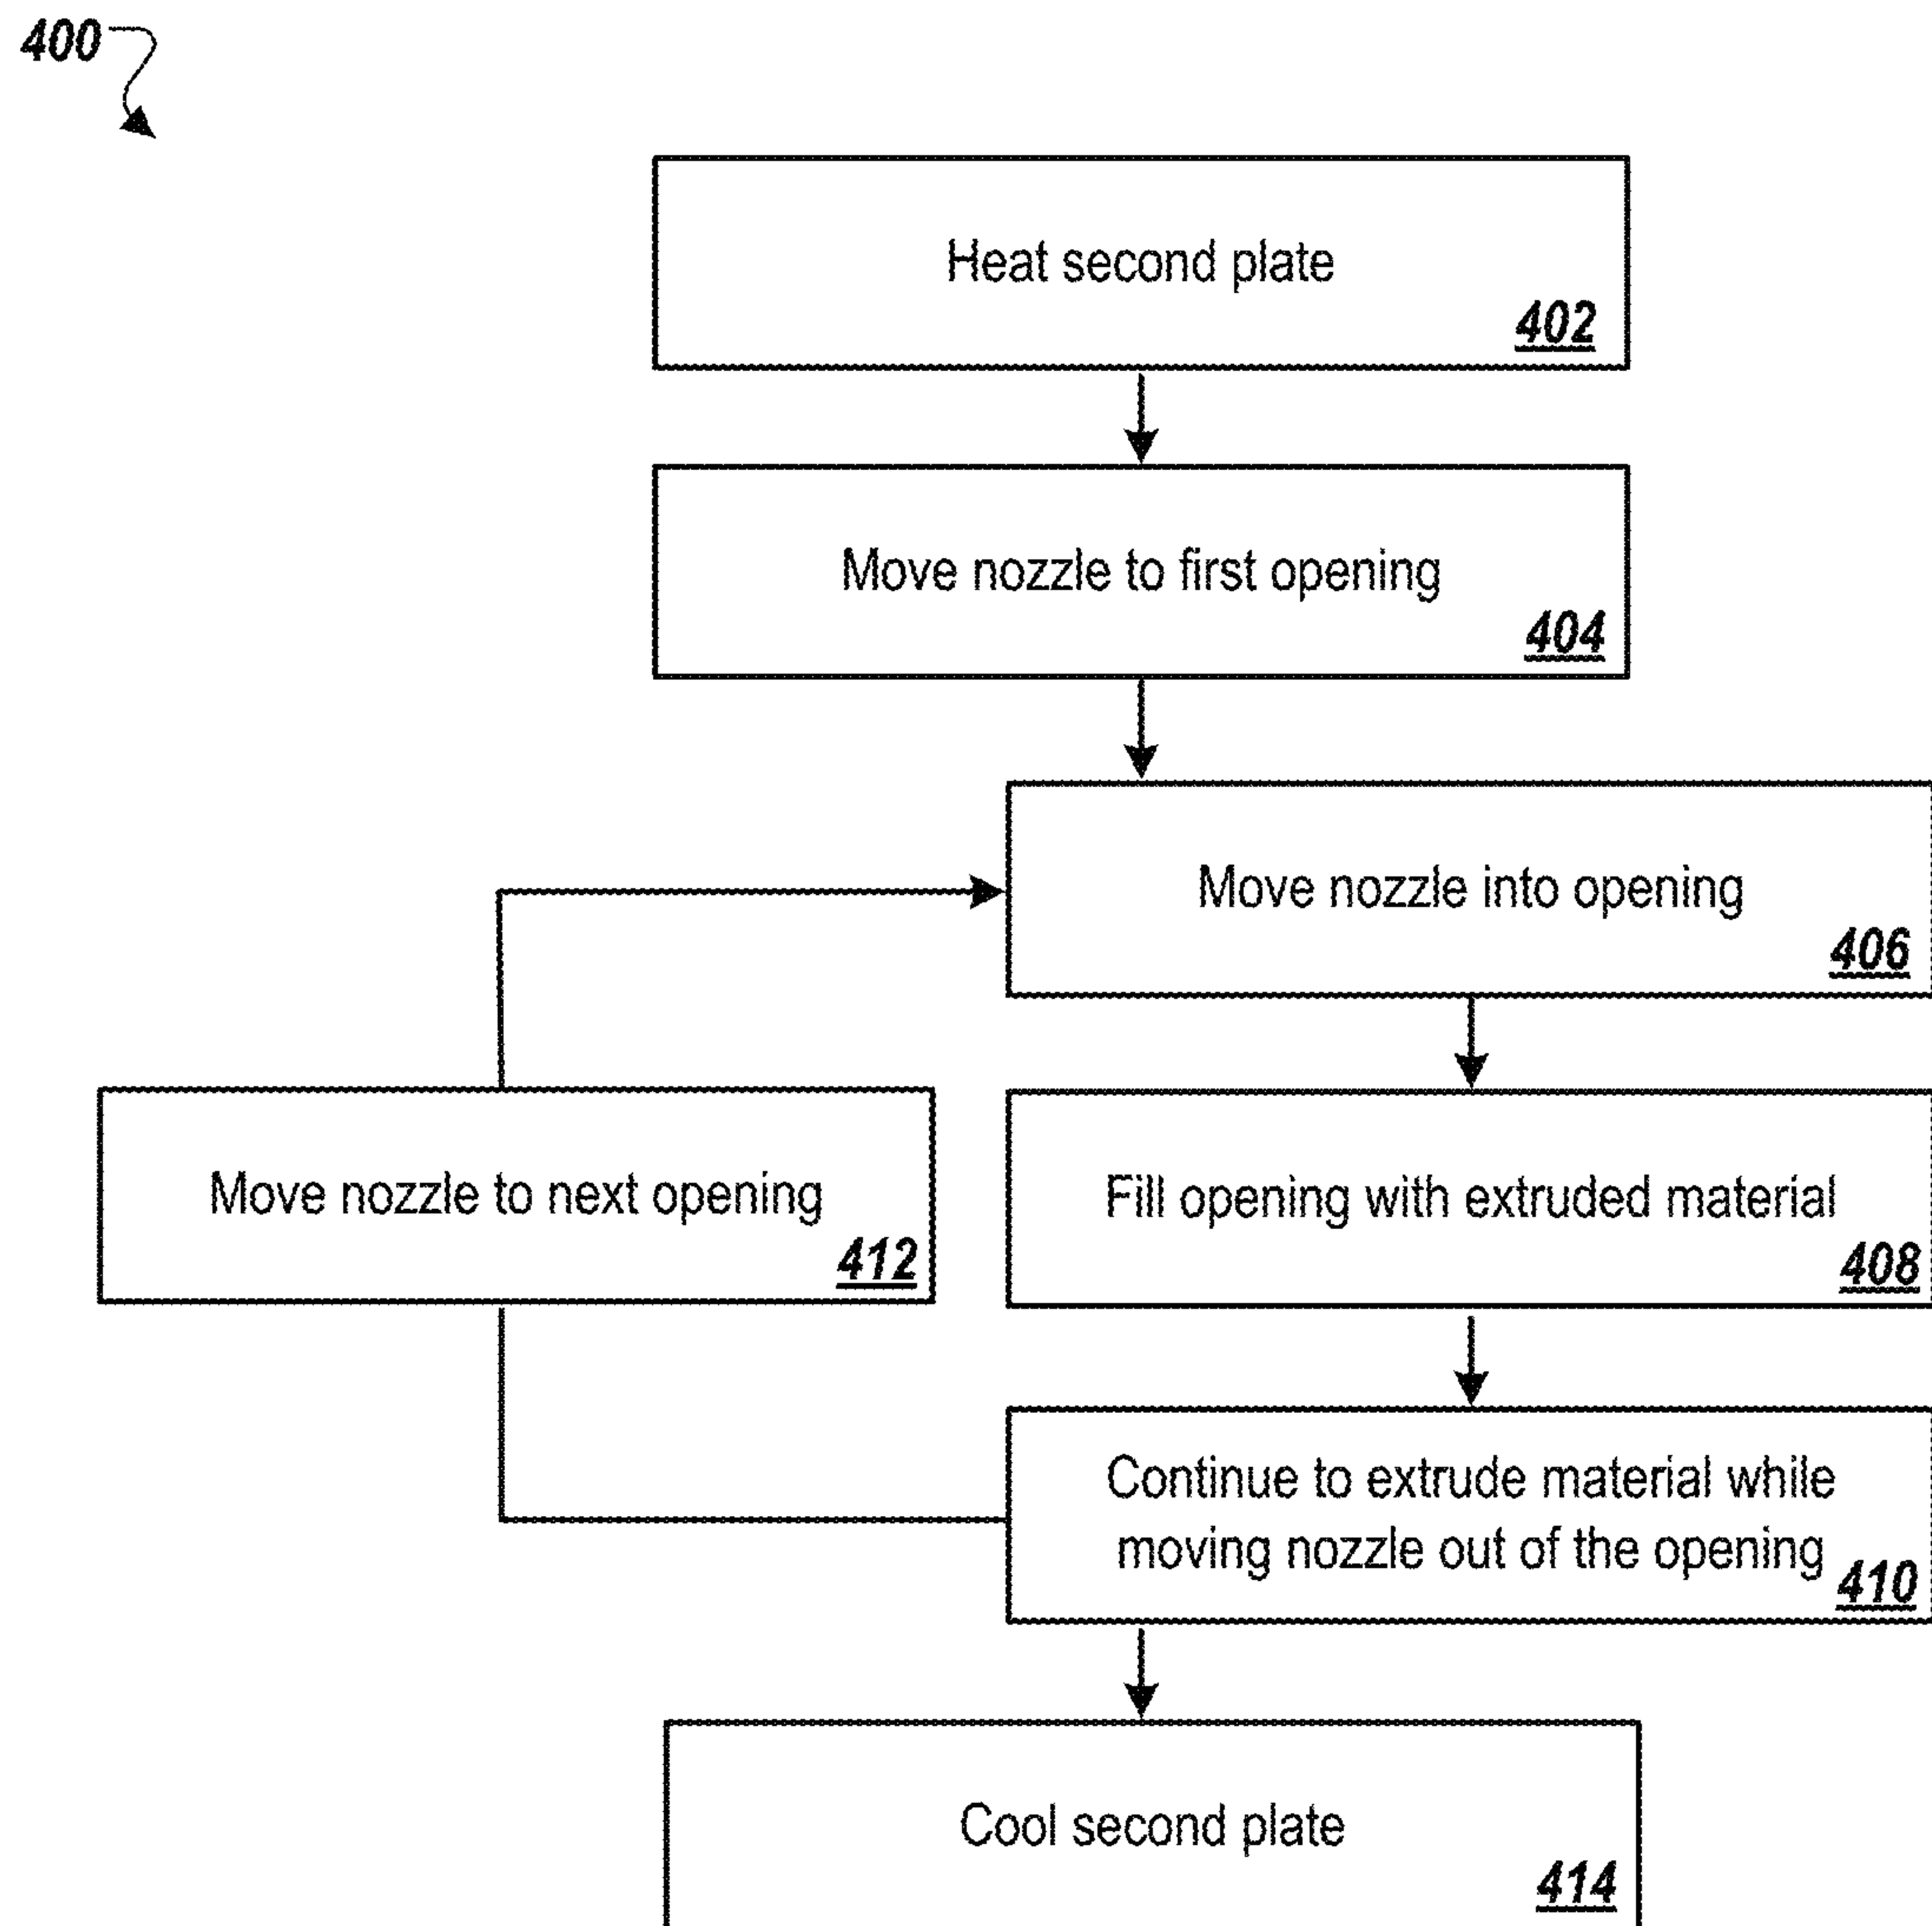 400
Heat second plate
402
Move nozzle to first opening
404
Move nozzle into opening
406
Move nozzle to next opening
412
Fill opening with extruded material
408
Continue to extrude material while
moving nozzle out of the opening
410
Cool second plate
414